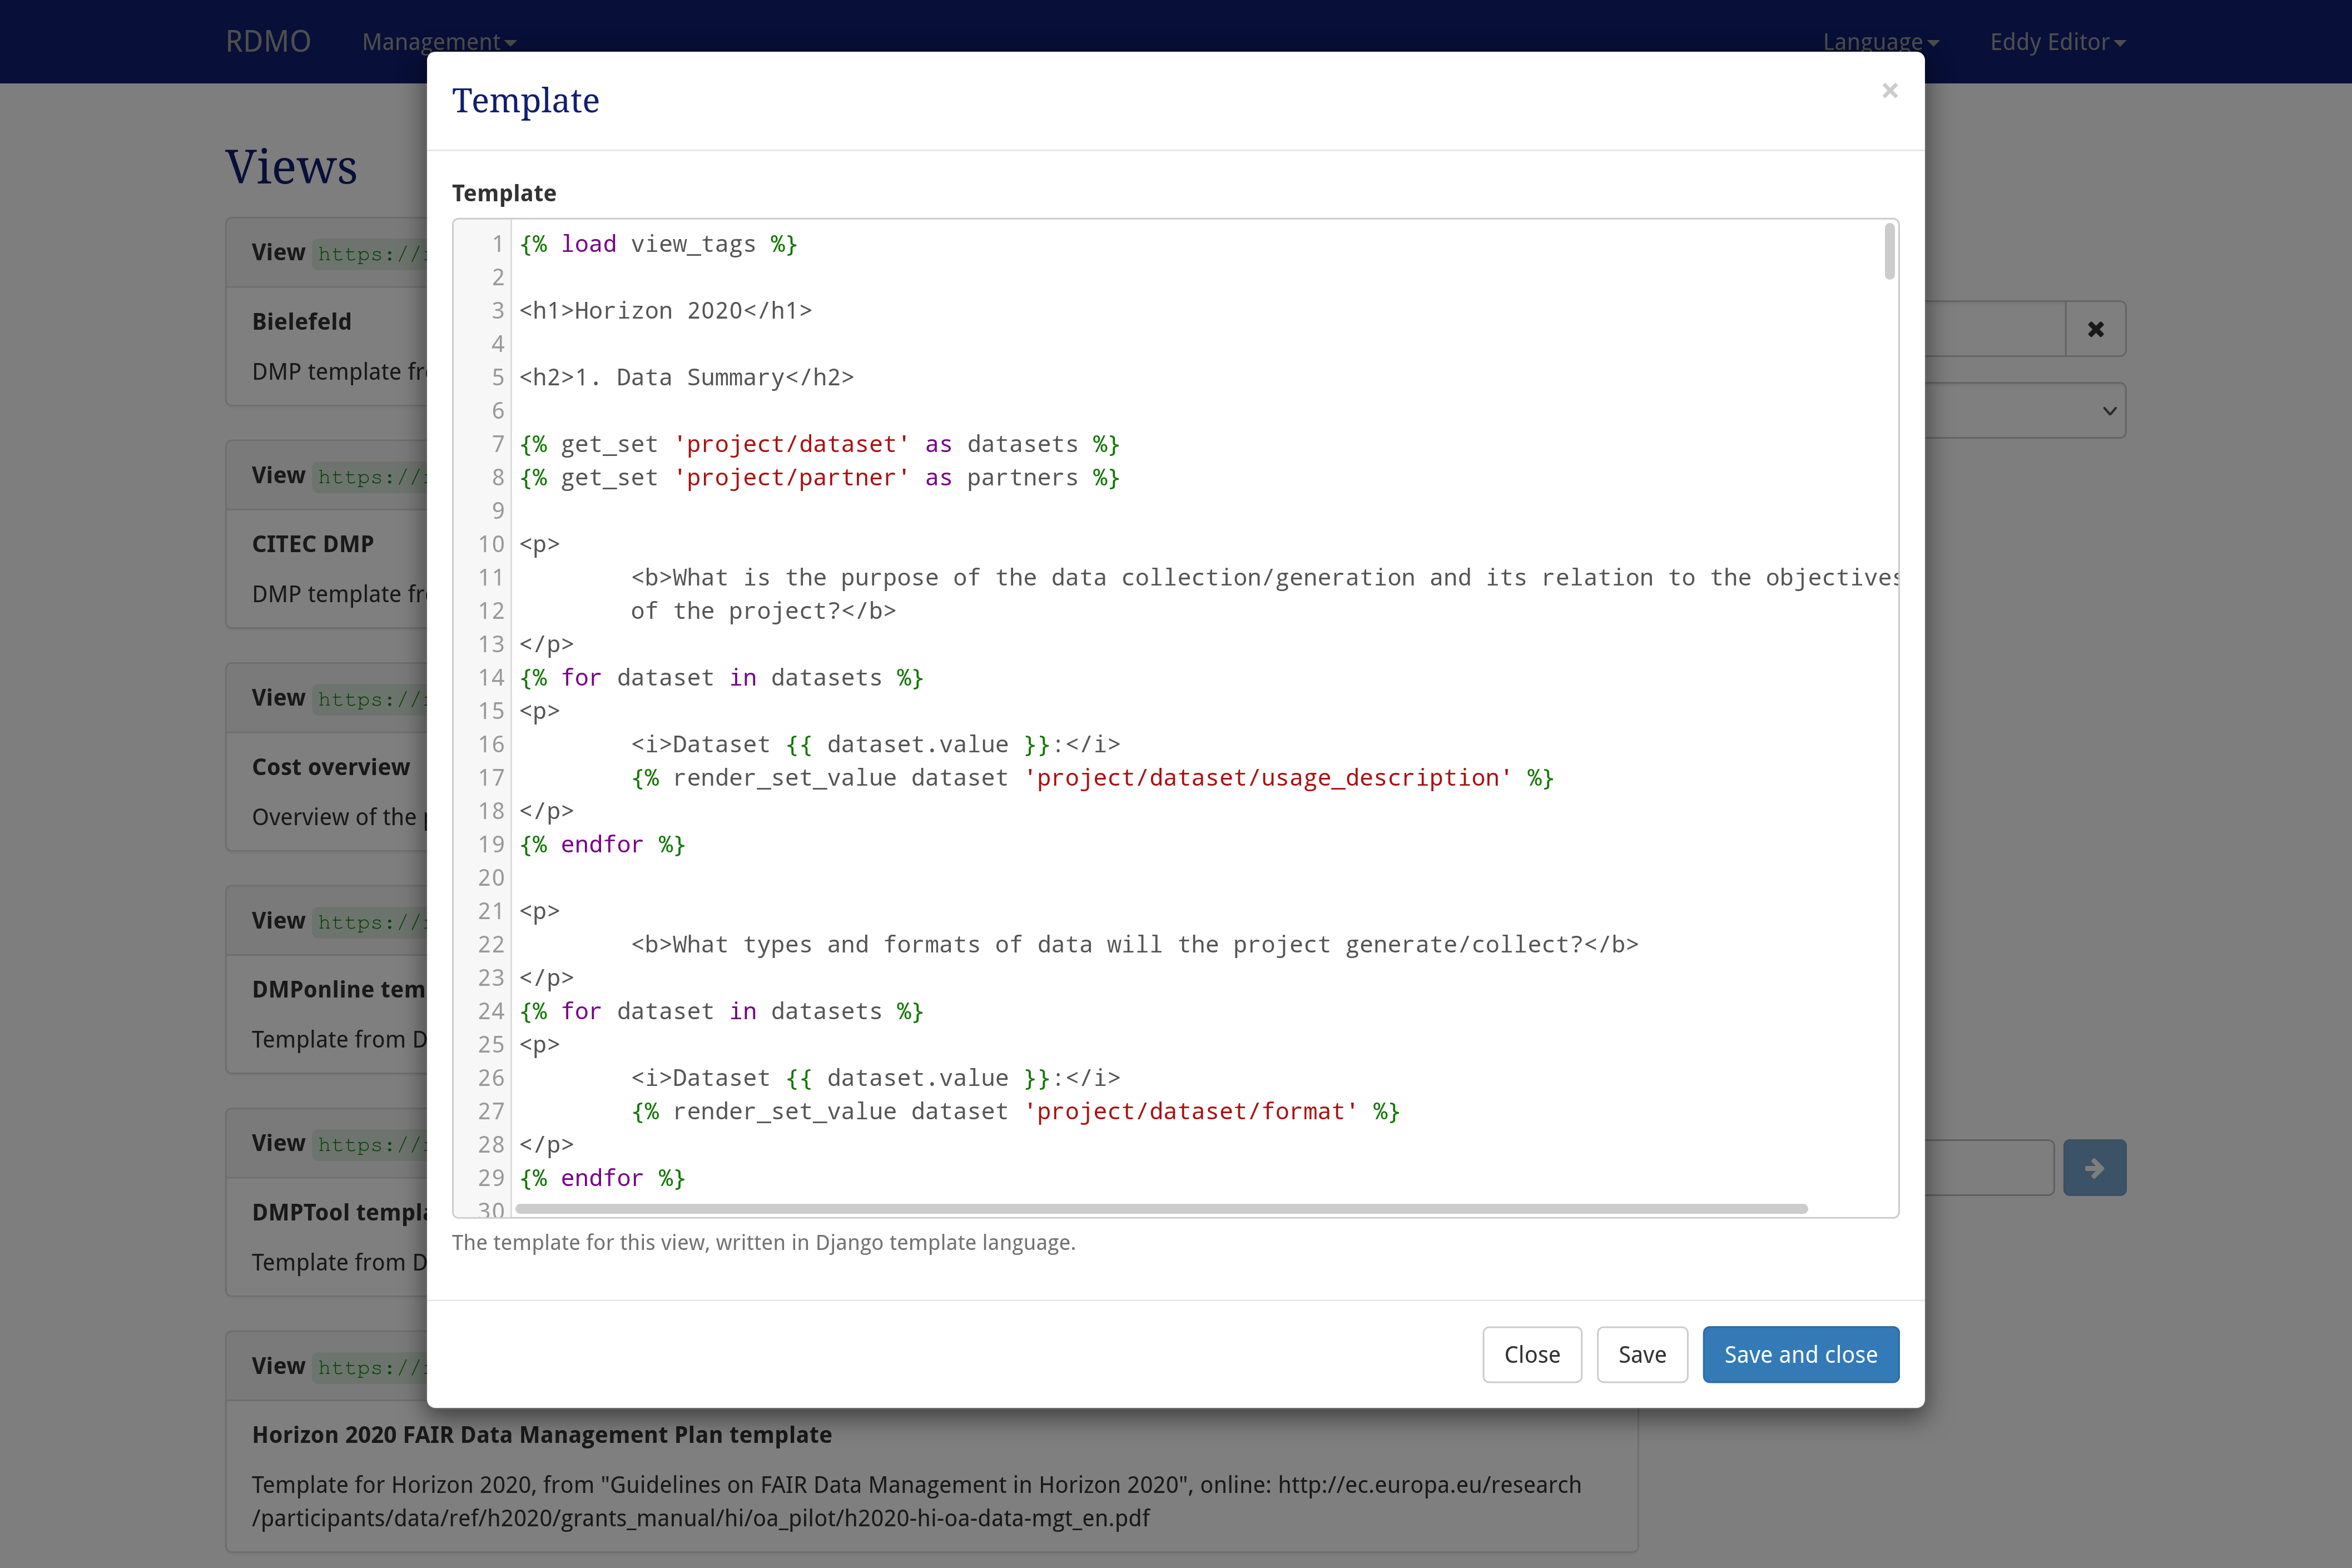 RDMO Management Language Eddy Editor
Template ×
Views
Template
View https://
Bielefeld
DMP template
View https://
CITEC DMP
DMP template
View https://
Cost overview
Overview of the
View https://
DMPonline
Template from
View https://
DMPTool
Template from
View https://
Horizon 2020 FAIR Data Management Plan template
Template for Horizon 2020, from "Guidelines on FAIR Data Management in Horizon 2020", online: http://ec.europa.eu/research
/participants/data/ref/h2020/grants_manual/hi/oa_pilot/h2020-hi-oa-data-mgt_en.pdf
1 {% load view_tags %}
2
3 <h1>Horizon 2020</h1>
4
5 <h2>1. Data Summary</h2>
6
7 {% get_set 'project/dataset' as datasets %}
8 {% get_set 'project/partner' as partners %}
9
10 <p>
11 <b>What is the purpose of the data collection/generation and its relation to the objectives
12 of the project?</b>
13 </p>
14 {% for dataset in datasets %}
15 <p>
16 <i>Dataset {{ dataset.value }}:</i>
17 {% render_set_value dataset 'project/dataset/usage_description' %}
18 </p>
19 {% endfor %}
20
21 <p>
22 <b>What types and formats of data will the project generate/collect?</b>
23 </p>
24 {% for dataset in datasets %}
25 <p>
26 <i>Dataset {{ dataset.value }}:</i>
27 {% render_set_value dataset 'project/dataset/format' %}
28 </p>
29 {% endfor %}
30
The template for this view, written in Django template language.
Close Save Save and close